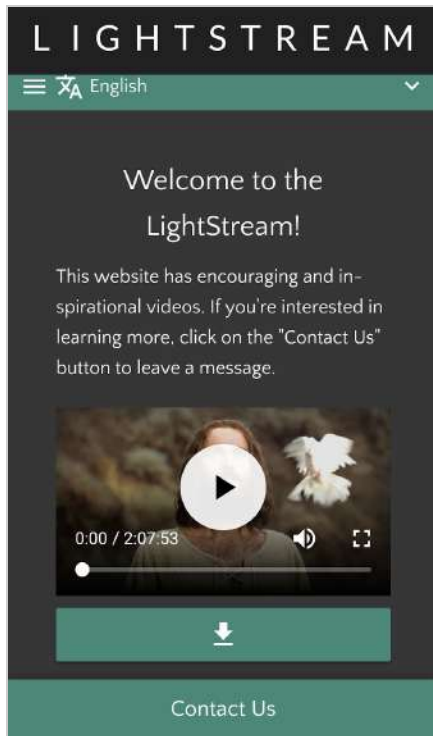 LIGHTSTREAM
English
Welcome to the
LightStream!
This website has encouraging and in-
spirational videos. If you're interested in
learning more, click on the "Contact Us"
button to leave a message.
0:00 / 2:07:53
Contact Us